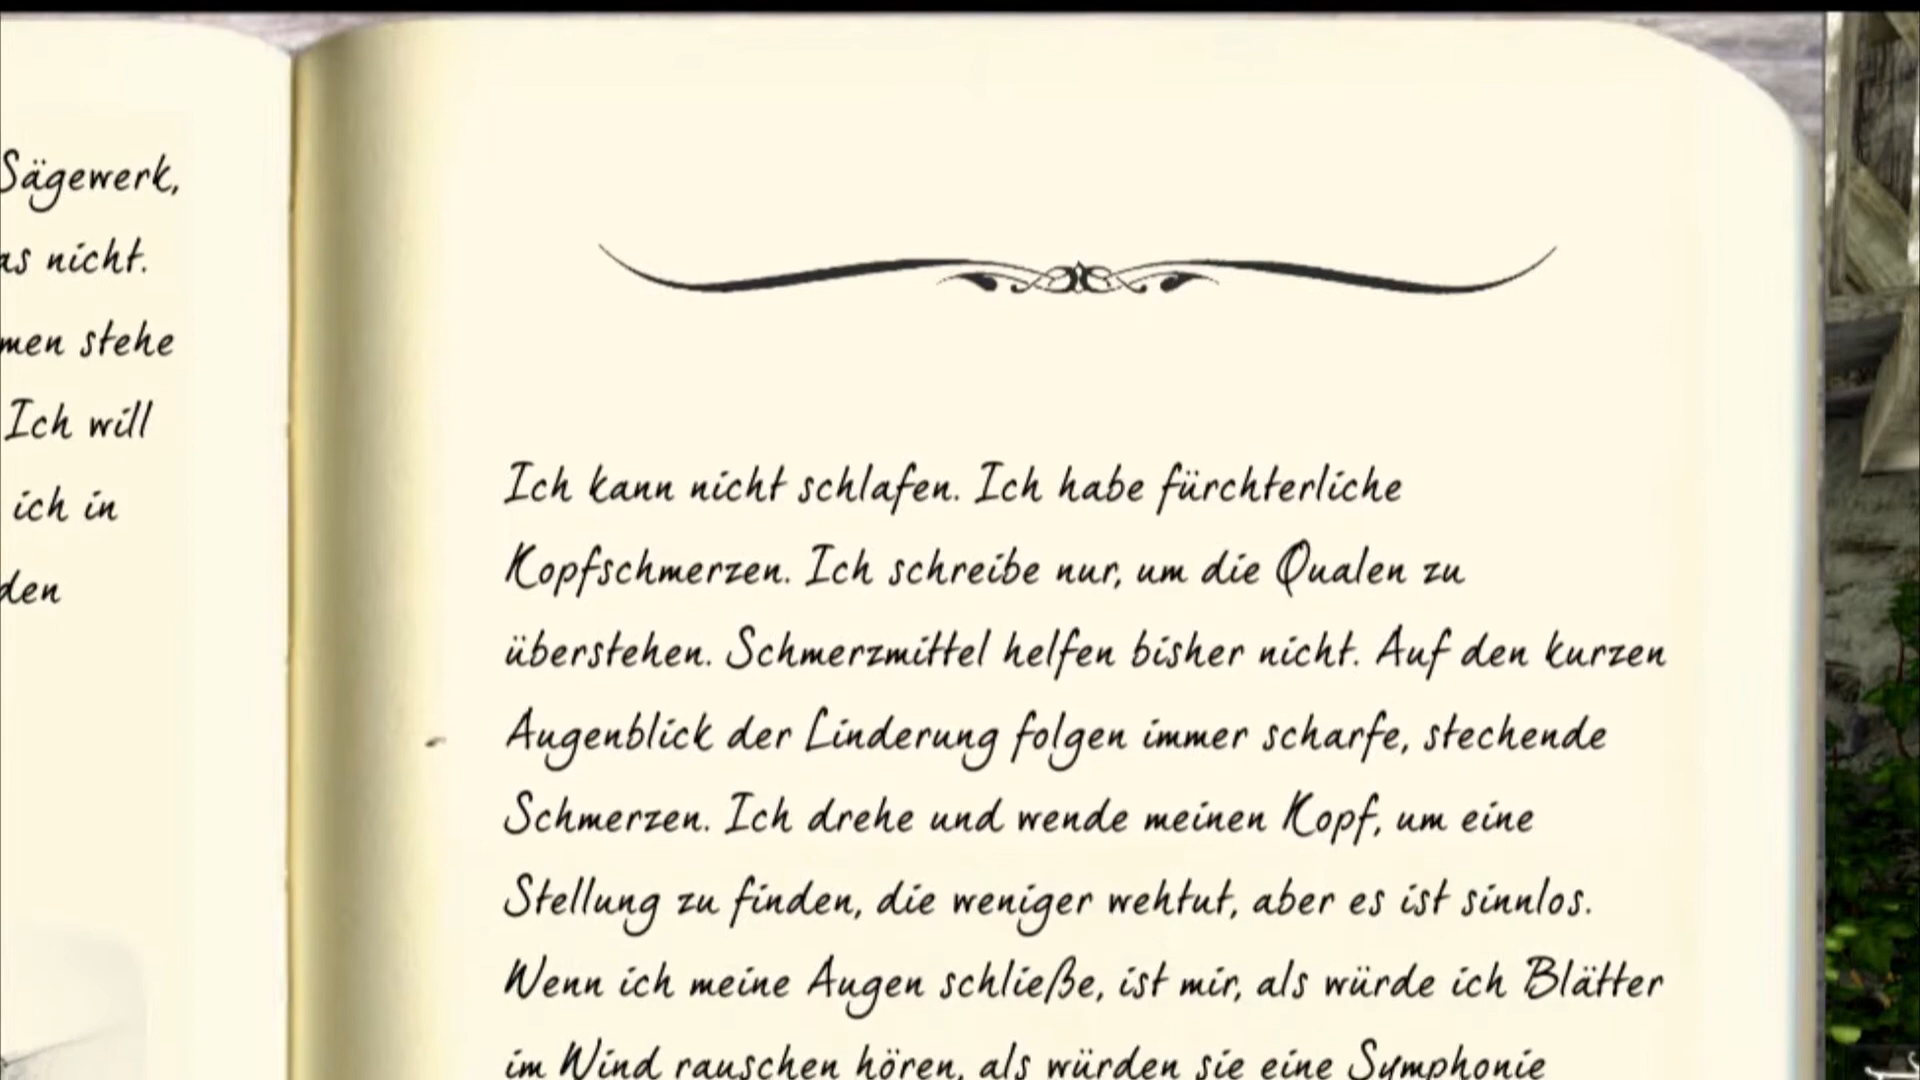 Sägewerk,
nicht.
stehe
Ich will
ich in
Ich kann nicht schlafen. Ich habe fürchterliche
Kopfschmerzen. Ich schreibe nur, um die Qualen zu
überstehen. Schmerzmittel helfen bisher nicht. Auf den kurzen
Augenblick der Linderung folgen immer scharfe, stechende
Schmerzen. Ich drehe und wende meinen Kopf, um eine
Stellung zu finden, die weniger wehtut, aber es ist sinnlos.
Wenn ich meine Augen schließe, ist mir, als würde ich Blätter
im Wind rauschen hören, als würden sie eine Symphonie